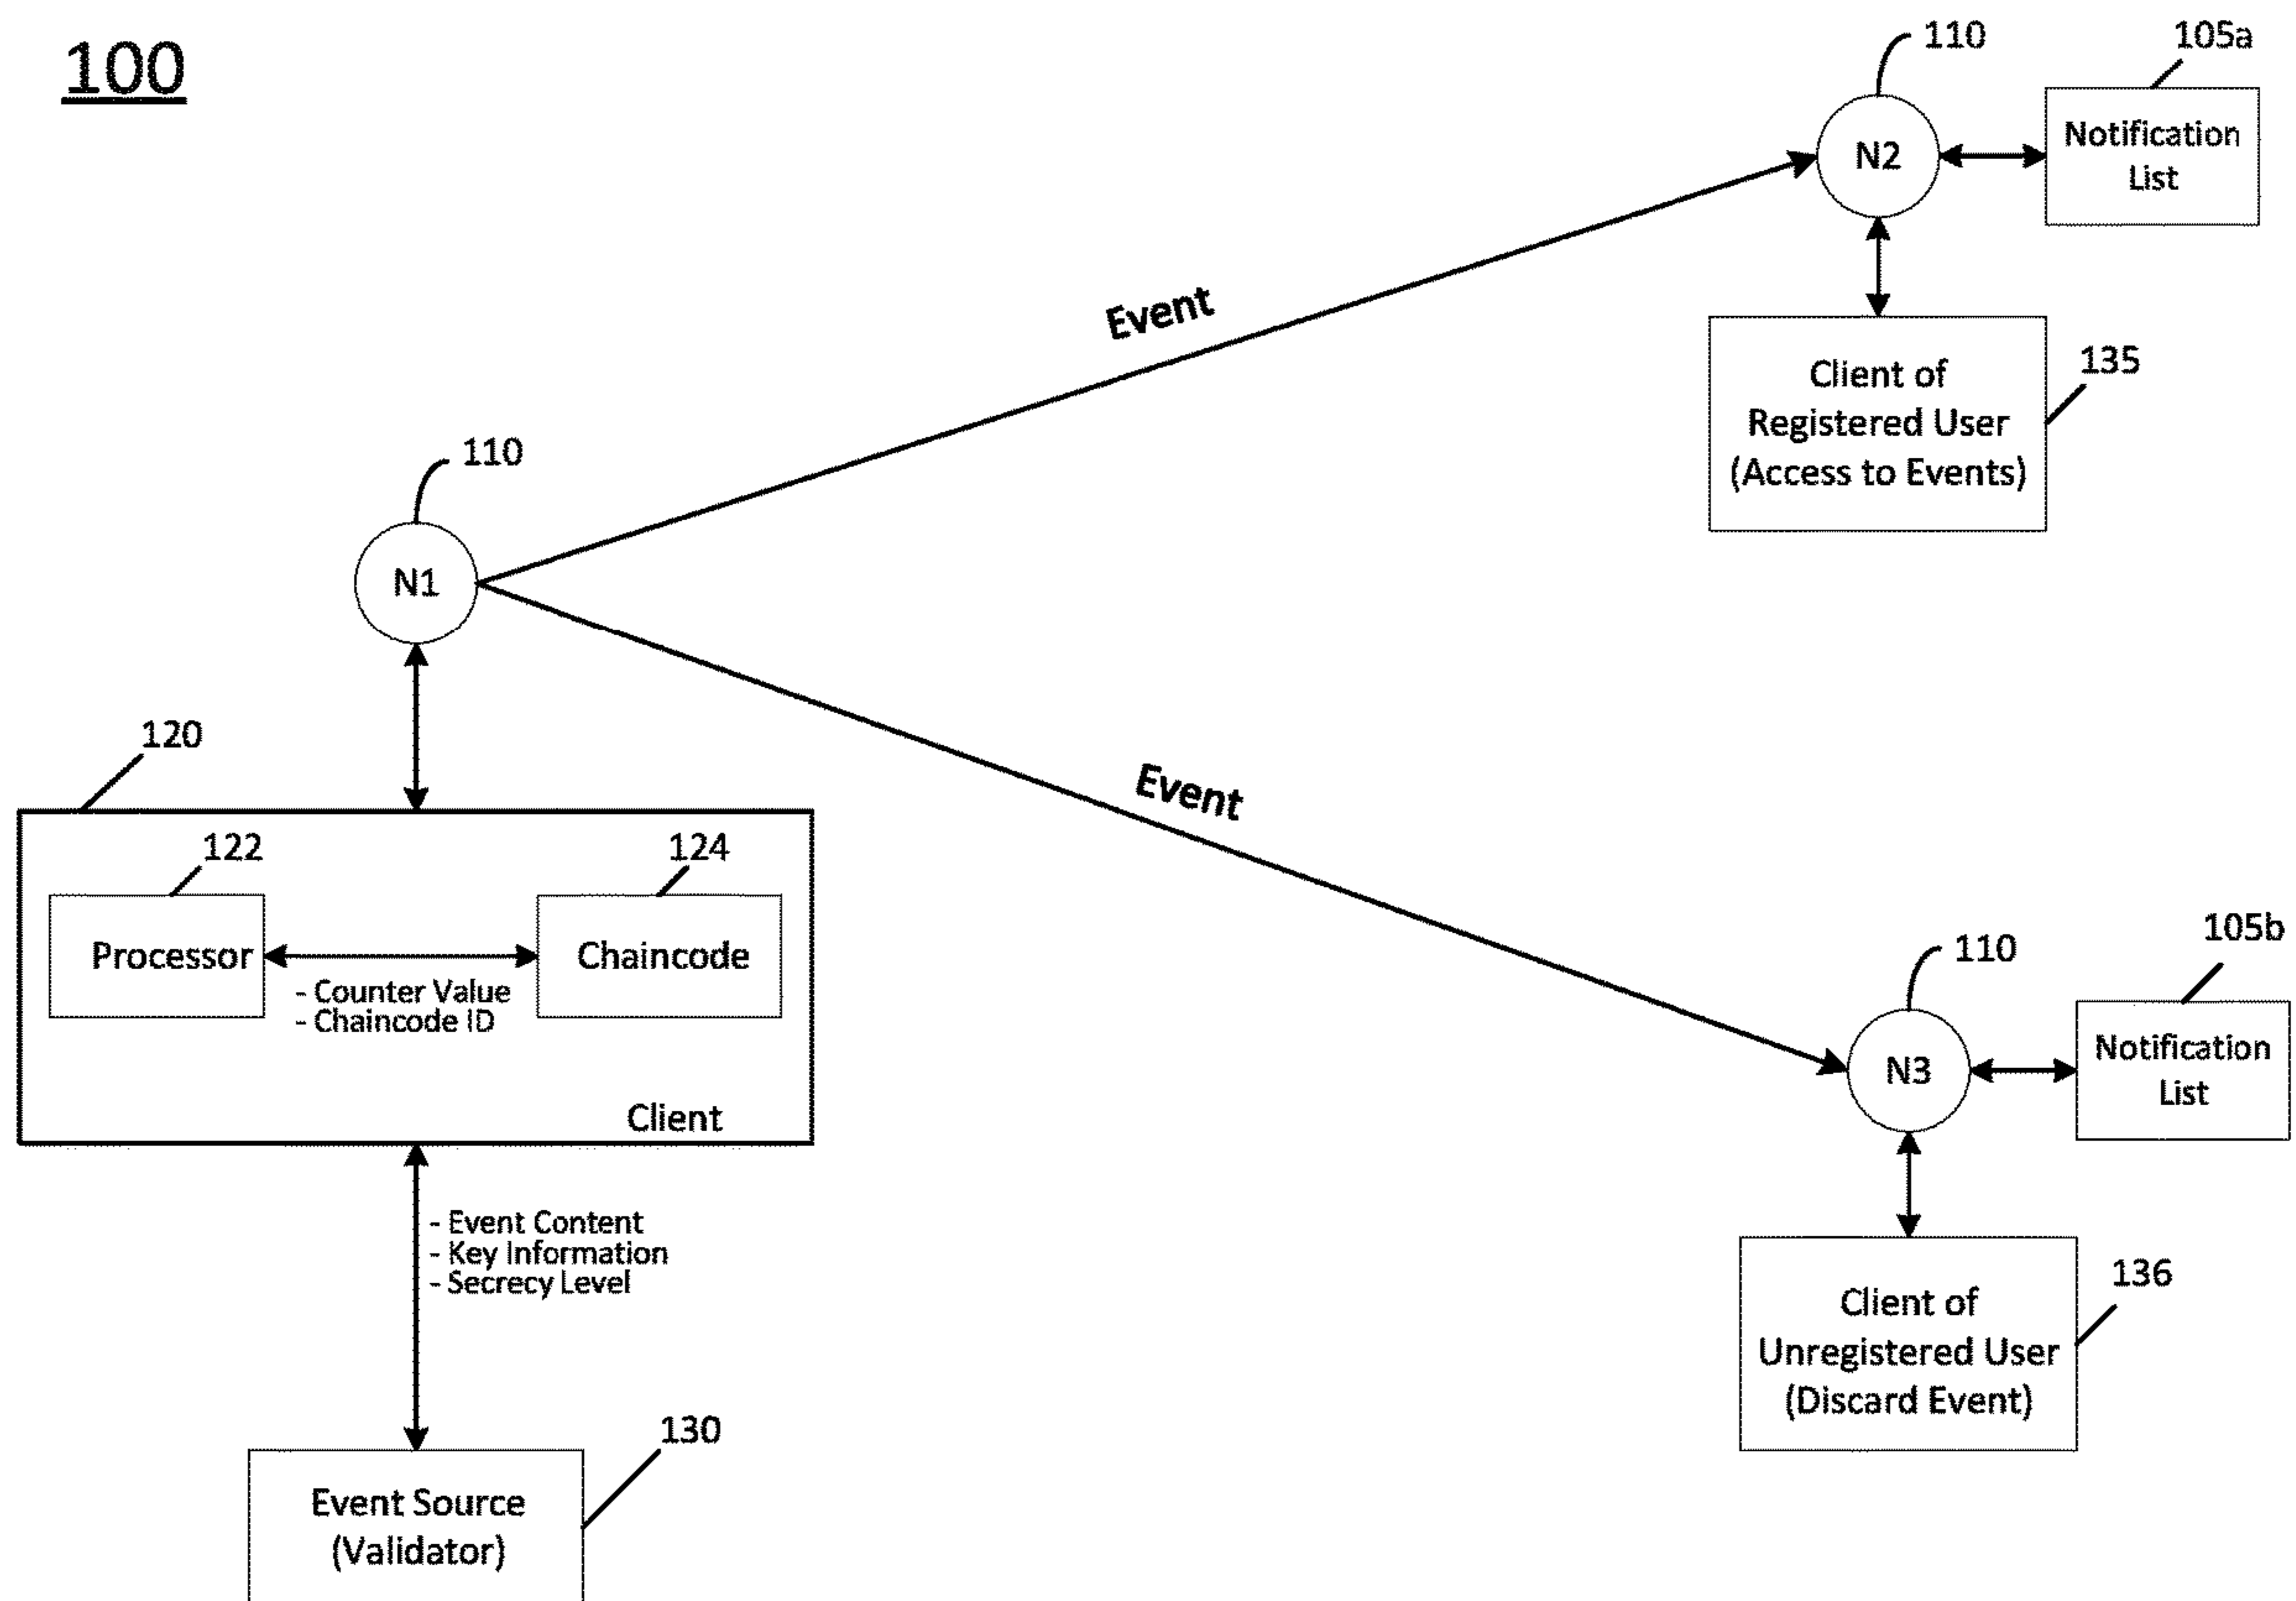 100
110
105a
N2
Notification
List
Event
Client of
Registered User
(Access to Events)
135
110
N1
120
122
124
Processor
Chaincode
- Counter Value
- Chaincode ID
Client
Event
110
105b
N3
Notification
List
- Event Content
- Key Information
- Secrecy Level
Client of
Unregistered User
(Discard Event)
136
130
Event Source
(Validator)